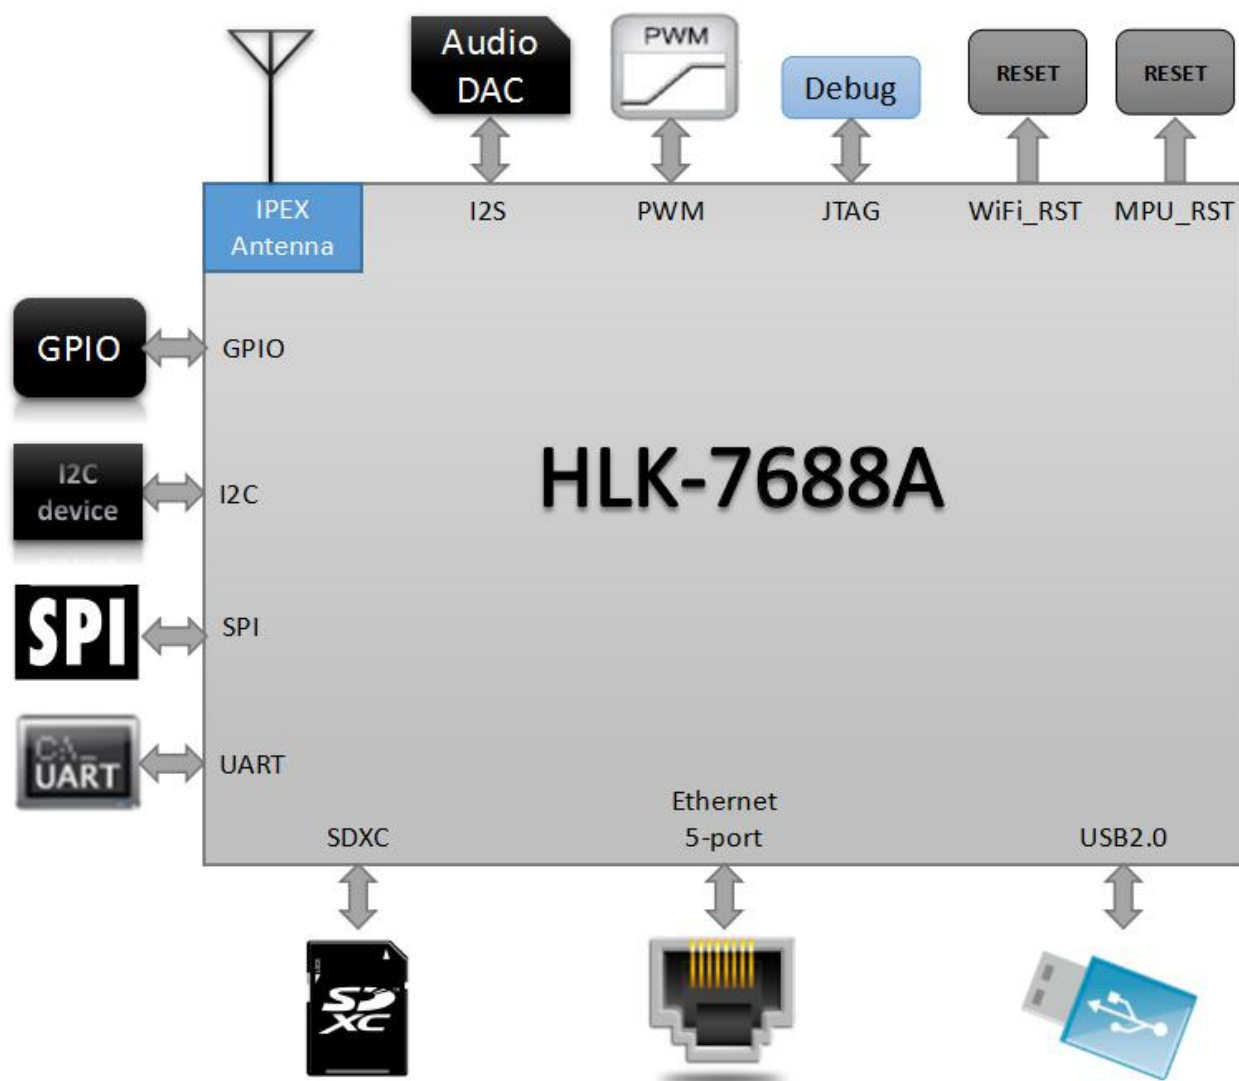 Audio
DAC
PWM
Debug
RESET
RESET
IPEX
Antenna
I2S
PWM
JTAG
WiFi_RST
MPU_RST
GPIO
GPIO
I2C
device
I2C
HLK-7688A
SPI
SPI
C:\_
UART
UART
SDXC
Ethernet
5-port
USB2.0
LOCK
SD
XC